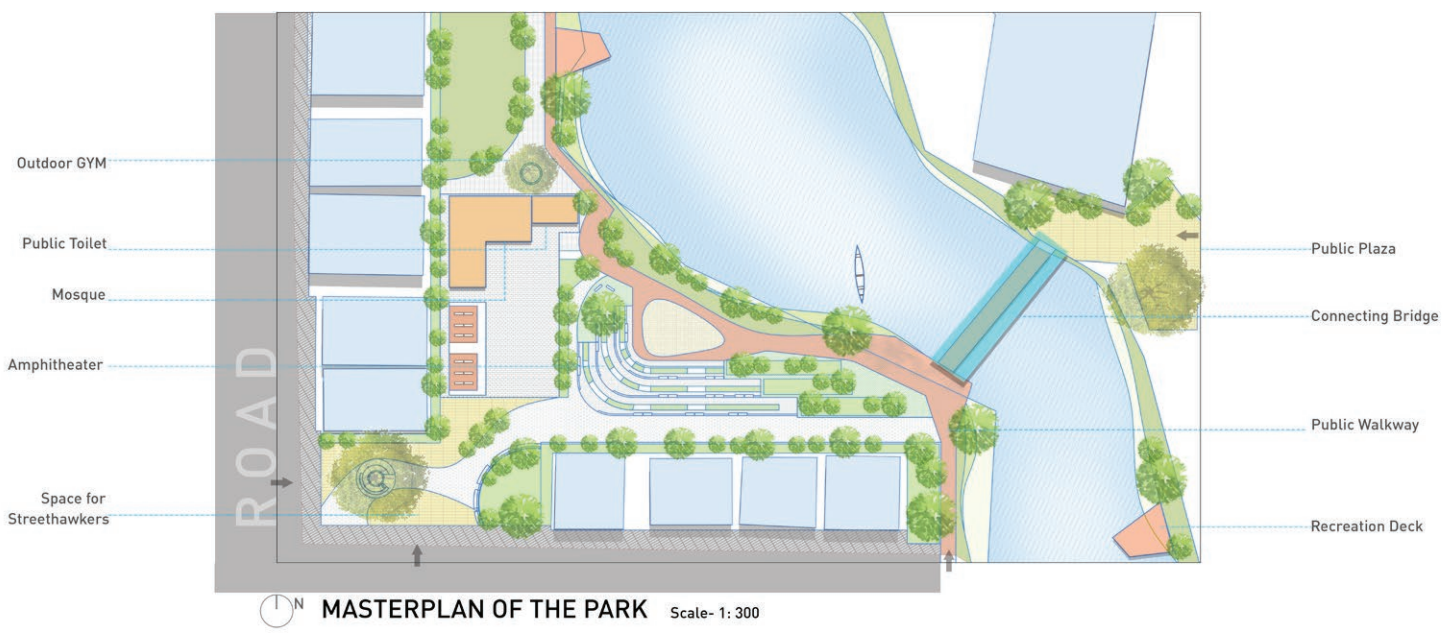 Outdoor GYM
Public Toilet
Mosque
Amphitheater
Space for
Streethawkers
ROAD
Public Plaza
Connecting Bridge
Public Walkway
Recreation Deck
N
MASTERPLAN OF THE PARK Scale- 1: 300